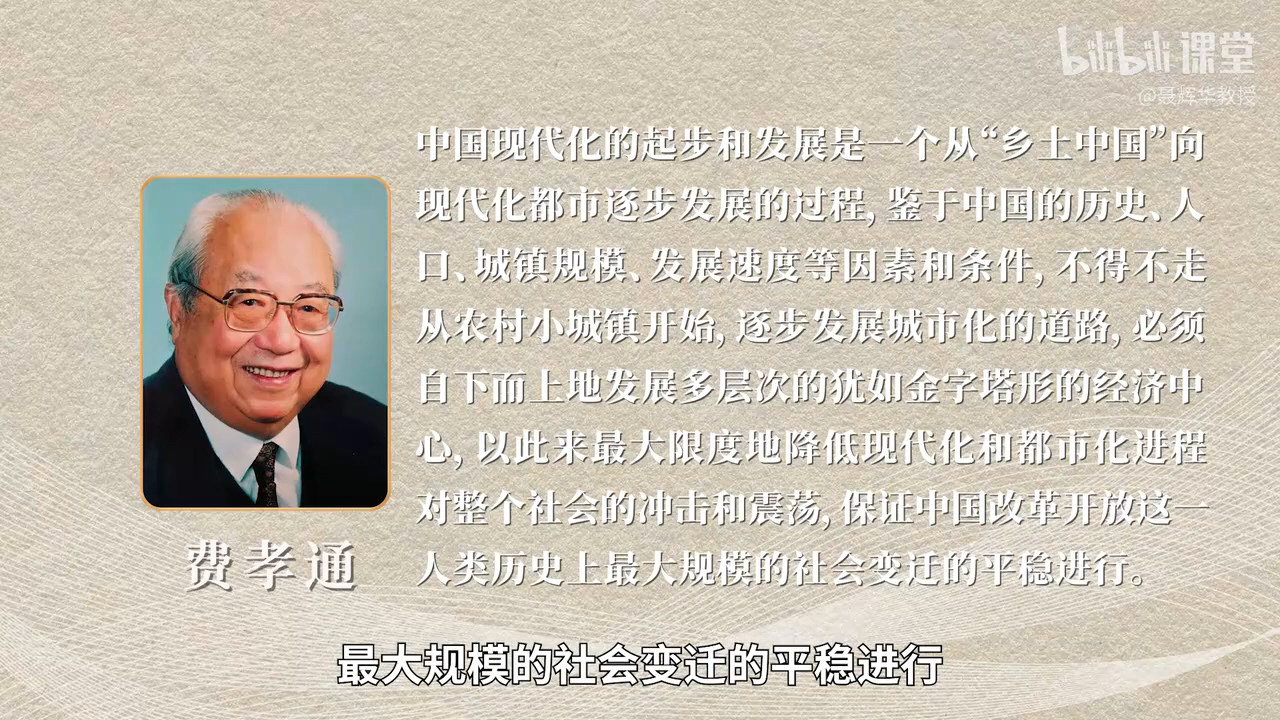 bilibili 课堂
@聂辉华教授
中国现代化的起步和发展是一个从“乡土中国”向
现代化都市逐步发展的过程,鉴于中国的历史、人
口、城镇规模、发展速度等因素和条件,不得不走
从农村小城镇开始,逐步发展城市化的道路,必须
自下而上地发展多层次的犹如金字塔形的经济中
心,以此来最大限度地降低现代化和都市化进程
对整个社会的冲击和震荡,保证中国改革开放这一
人类历史上最大规模的社会变迁的平稳进行。
费孝通
最大规模的社会变迁的平稳进行